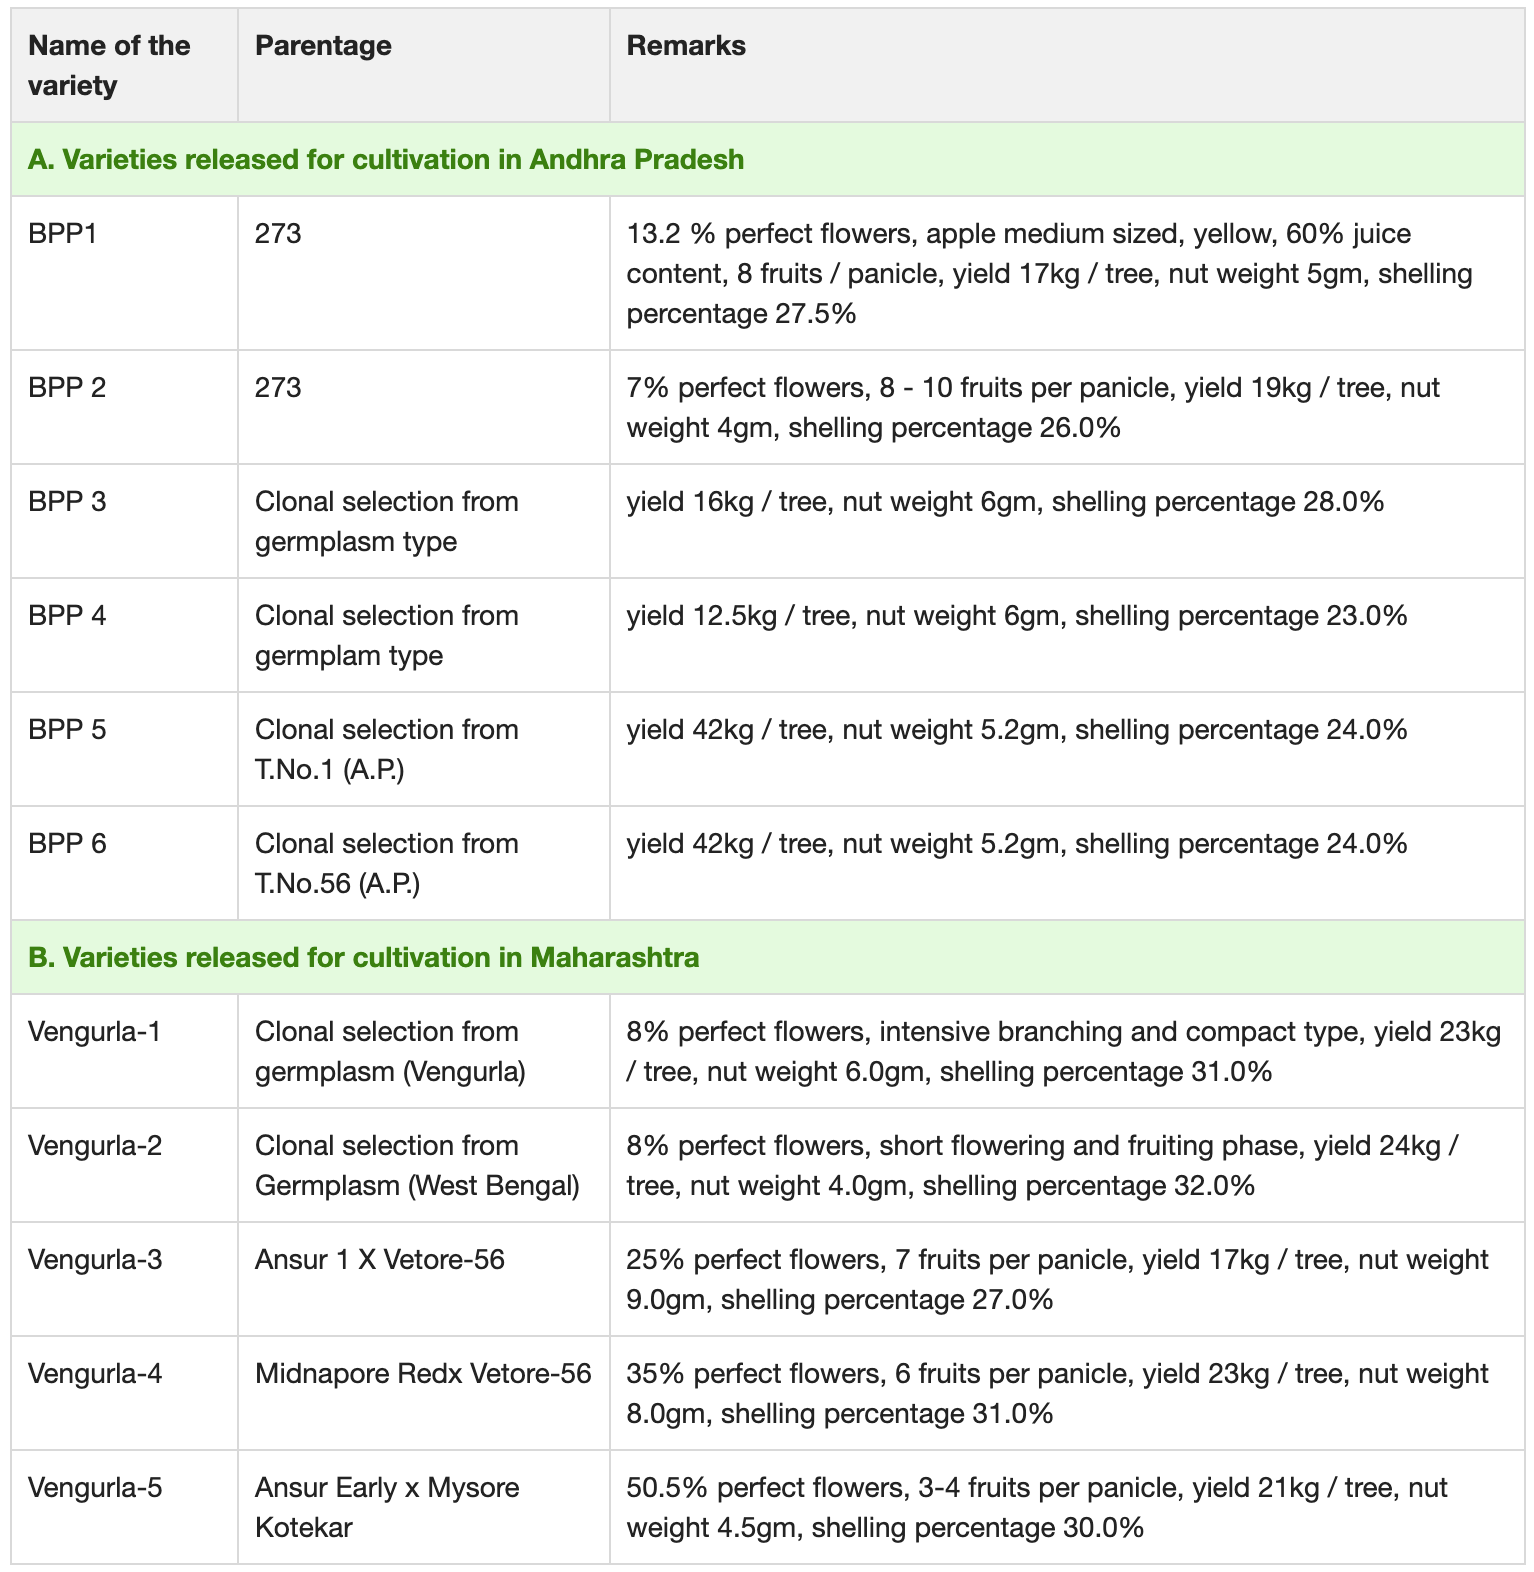 Name of the
variety
Parentage
Remarks
A. Varieties released for cultivation in Andhra Pradesh
BPP1
273
13.2 % perfect flowers, apple medium sized, yellow, 60% juice
content, 8 fruits / panicle, yield 17kg / tree, nut weight 5gm, shelling
percentage 27.5%
BPP 2
273
7% perfect flowers, 8 - 10 fruits per panicle, yield 19kg / tree, nut
weight 4gm, shelling percentage 26.0%
BPP 3
Clonal selection from
germplasm type
yield 16kg / tree, nut weight 6gm, shelling percentage 28.0%
BPP 4
Clonal selection from
germplam type
yield 12.5kg / tree, nut weight 6gm, shelling percentage 23.0%
BPP 5
Clonal selection from
T.No.1 (A.P.)
yield 42kg / tree, nut weight 5.2gm, shelling percentage 24.0%
BPP 6
Clonal selection from
T.No.56 (A.P.)
yield 42kg / tree, nut weight 5.2gm, shelling percentage 24.0%
B. Varieties released for cultivation in Maharashtra
Vengurla-1
Clonal selection from
germplasm (Vengurla)
8% perfect flowers, intensive branching and compact type, yield 23kg
/ tree, nut weight 6.0gm, shelling percentage 31.0%
Vengurla-2
Clonal selection from
Germplasm (West Bengal)
8% perfect flowers, short flowering and fruiting phase, yield 24kg /
tree, nut weight 4.0gm, shelling percentage 32.0%
Vengurla-3
Ansur 1 X Vetore-56
25% perfect flowers, 7 fruits per panicle, yield 17kg / tree, nut weight
9.0gm, shelling percentage 27.0%
Vengurla-4
Midnapore Redx Vetore-56
35% perfect flowers, 6 fruits per panicle, yield 23kg / tree, nut weight
8.0gm, shelling percentage 31.0%
Vengurla-5
Ansur Early x Mysore
Kotekar
50.5% perfect flowers, 3-4 fruits per panicle, yield 21kg / tree, nut
weight 4.5gm, shelling percentage 30.0%